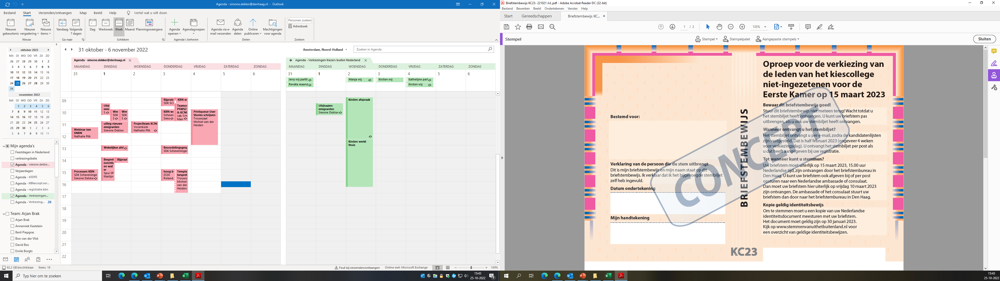 Agenda - simone.dekker@denhaag.nl - Outlook
Bestand Start Verzenden/ontvangen Map Beeld Help Vertel wat u wilt doen
Nieuwe gebeurtenis
Nieuwe vergadering
Nieuwe items
Vandaag
Volgende 7 dagen
Dag Werkweek Week Maand Planningsweergave
Agenda openen
Agendagroepen
Agenda via e-mail verzenden
Agenda delen
Online publiceren
Machtigingen voor agenda
Personen zoeken
Adresboek
Nieuw Ga naar Schikken Agenda's beheren Delen Zoeken
oktober 2022
MA DI WO DO VR ZA ZO
26 27 28 29 30 1 2
3 4 5 6 7 8 9
10 11 12 13 14 15 16
17 18 19 20 21 22 23
24 25 26 27 28 29 30
31
november 2022
MA DI WO DO VR ZA ZO
1 2 3 4 5 6
7 8 9 10 11 12 13
14 15 16 17 18 19 20
21 22 23 24 25 26 27
28 29 30 1 2 3 4
5 6 7 8 9 10 11
Mijn agenda's
Feestdagen in Nederland
verkiezingsbalie
Agenda - simone.dekke...
Verjaardagen
Agenda - d3DPZ
Agenda - KBNaccept.ver...
Agenda - registratie.kbn
Agenda - Verkiezingen...
Agenda - Verkiezing... 20
Team: Arjan Brak
Arjan Brak
Annemiek Kastelein
Berit Piepgras
Boo van der Vlist
David Bos
Emile Borgts
31 oktober - 6 november 2022
Amsterdam, Noord-Holland
Zoeken in Agenda
Agenda - simone.dekker@denhaag.nl
MAANDAG DINSDAG WOENSDAG DONDERDAG VRIJDAG ZATERDAG ZONDAG
31 1 2 3 4 5 6
09
10
11
12
13
14
15
16
17
18
19
20
21
22
Webinar ism
SNBN
Nathalie Pilk
Processen KBN
SDK Scheveninge
Simone Dekker
Uitd
emig
S
Wer
SDK
S
Wer
SDK
S
uitleg nieuwe
emigranten
Simone Dekker
Wekelijkse afst
Besprek
inrichti
en wat
er
Spui SP
Martijn
Bijpraat
Projectteam KCNI
Vissenkom
Nathalie Pilk
Bijprate
SDK SCI
KBN w
Teamov
PSWS2:
& KCNI
sdk Sch
Man
KBN we
Schever
Simo
Beoordelingsgesp
SDK Scheveninge
hoog b
ZS30
Roland
Templa
besprek
Trouwz
Michiel
van der
Heiden
Printqueue User
Stories schrijven
Trouwzaal
Michiel van der
Heiden
Agenda - Verkiezingen Kiezers buiten Nederland
MAANDAG DINSDAG WOENSDAG DONDERDAG VRIJDAG ZATERDAG ZONDAG
31 1 2 3 4 5 6
Jerry vrij partti
Renáta maand
Manja vrij
Kirsten vrij
Kathelijne part
Kirsten vrij
Uitdraaien
emigranten
Simone Dekker
Kirsten afspraak
Kirsten werkt
thuis
92,2 GB beschikbaar Items: 18
Fout bij verzenden/ontvangen Online met: Microsoft Exchange 100%
Typ hier om te zoeken
15:43
25-10-2022
9
Briefstembewijs KC23- 221021 JvL.pdf - Adobe Acrobat Reader DC (32-bit)
Bestand Bewerken Beeld Ondertekenen Venster Help
Start Gereedschappen Briefstembewijs KC...
1 / 2 135%
Stempel Stempel Stempelpalet Aangepaste stempels Sluiten
Bestemd voor:
Verklaring van de persoon die de stem uitbrengt
Dit is mijn briefstembewijs en mijn naam staat op dit
briefstembewijs. Ik verklaar dat ik het bijgevoegde stembiljet
zelf heb ingevuld.
Datum ondertekening
Mijn handtekening
BRIEFSTEMBEWIJS
KC23
CONCEPT
Oproep voor de verkiezing van
de leden van het kiescollege
niet-ingezetenen voor de
Eerste Kamer op 15 maart 2023
Bewaar dit briefstembewijs goed!
Stuur dit briefstembewijs niet meteen terug! Wacht totdat u
het stembiljet heeft ontvangen. U kunt uw briefstem pas
uitbrengen, als u ook uw stembiljet heeft ontvangen.
Wanneer ontvangt u het stembiljet?
Het stembiljet ontvangt u per e-mail, zodra de kandidatenlijsten
zijn vastgesteld. Dat is half februari 2023 (ongeveer 4 weken
voor verkiezingsdag). U ontvangt het stembiljet per post als
u dat heeft aangegeven bij uw registratie.
Tot wanneer kunt u stemmen?
Uw briefstem moet uiterlijk op 15 maart 2023, 15.00 uur
Nederlandse tijd, zijn ontvangen door het briefstembureau in
Den Haag. U kunt uw briefstem ook afgeven bij of per post
opsturen naar een Nederlandse ambassade of consulaat.
Dan moet uw briefstem hier uiterlijk op vrijdag 10 maart 2023
zijn ontvangen. De ambassade of het consulaat stuurt uw
briefstem dan door naar het briefstembureau in Den Haag.
Kopie geldig identiteitsbewijs
Om te stemmen moet u een kopie van uw Nederlandse
identiteitsdocument meesturen met uw briefstem.
Het document moet geldig zijn op 30 januari 2023.
Kijk op www.stemmenvanuithetbuitenland.nl voor
een overzicht van geldige identiteitsbewijzen.
15:43
25-10-2022